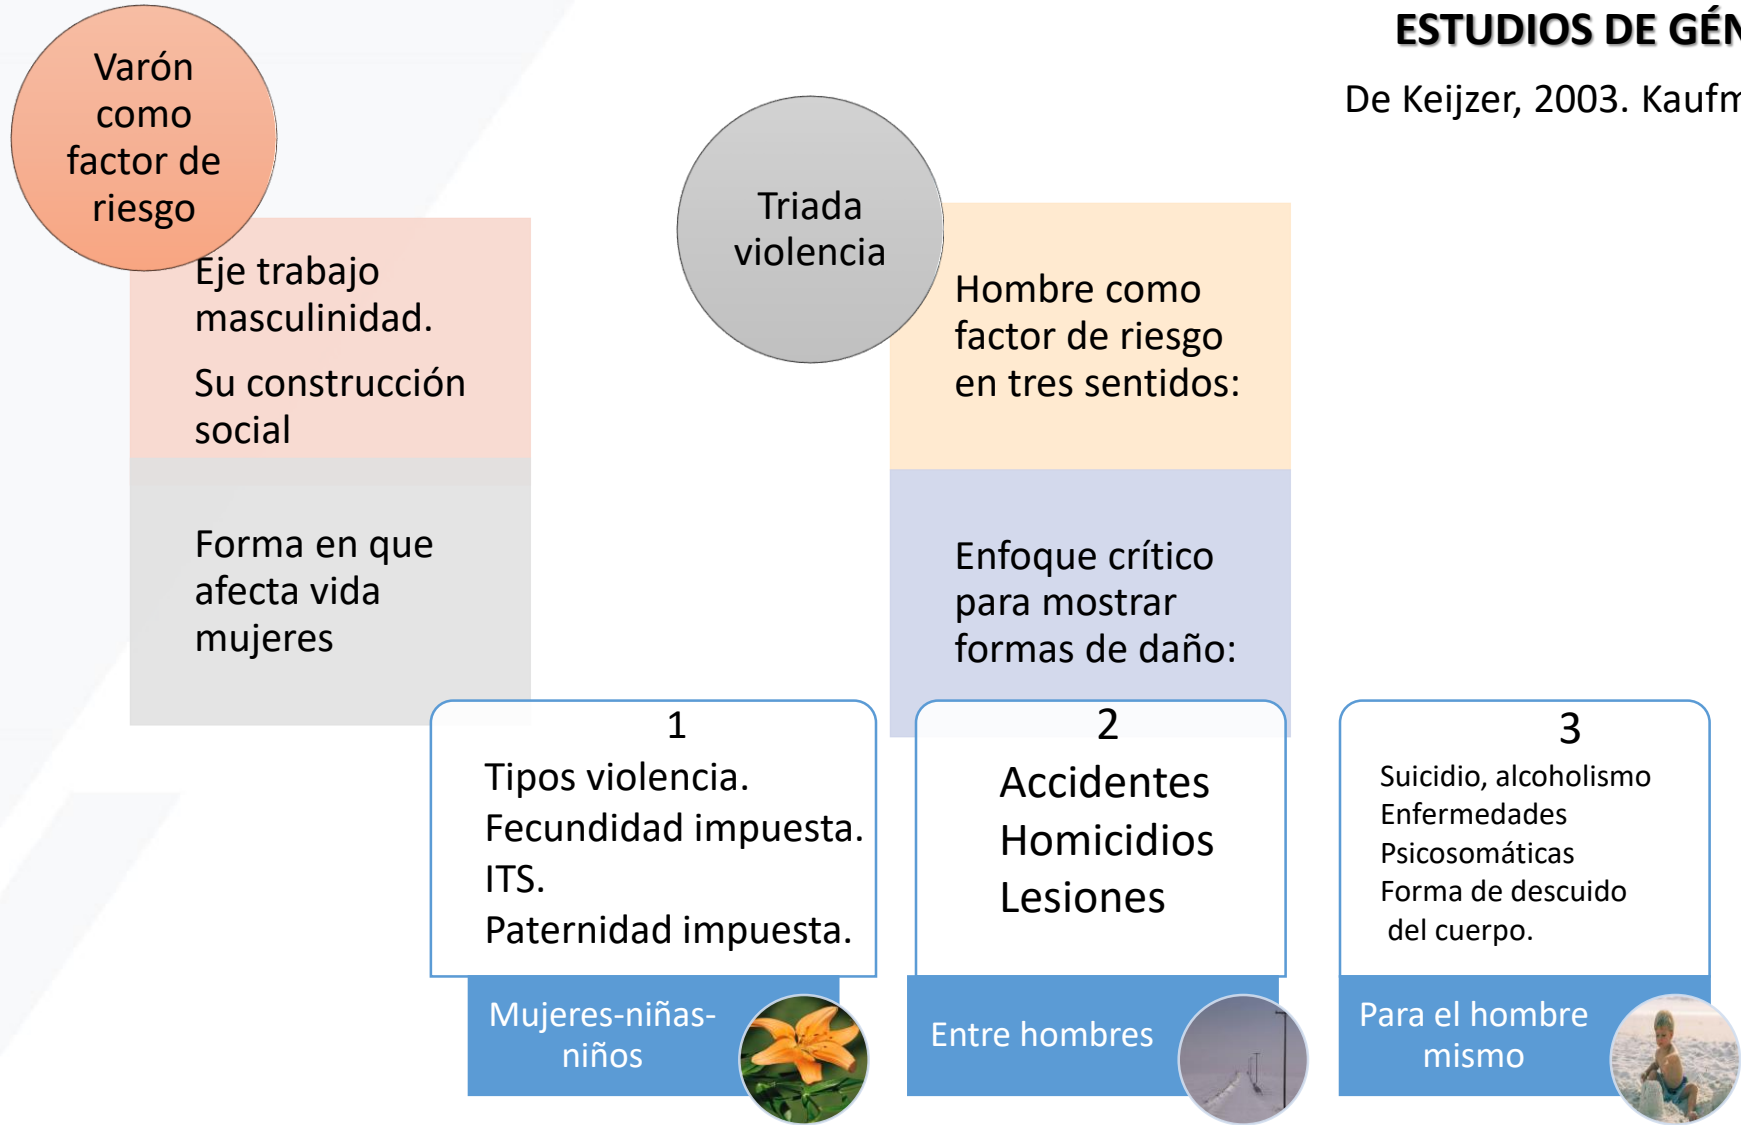 ESTUDIOS DE GÉN
De Keijzer, 2003. Kaufm
Varón
como
factor de
riesgo
Eje trabajo
masculinidad.
Su construcción
social
Forma en que
afecta vida
mujeres
Triada
violencia
Hombre como
factor de riesgo
en tres sentidos:
Enfoque crítico
para mostrar
formas de daño:
1
Tipos violencia.
Fecundidad impuesta.
ITS.
Paternidad impuesta.
Mujeres-niñas-
niños
2
Accidentes
Homicidios
Lesiones
Entre hombres
3
Suicidio, alcoholismo
Enfermedades
Psicosomáticas
Forma de descuido
del cuerpo.
Para el hombre
mismo